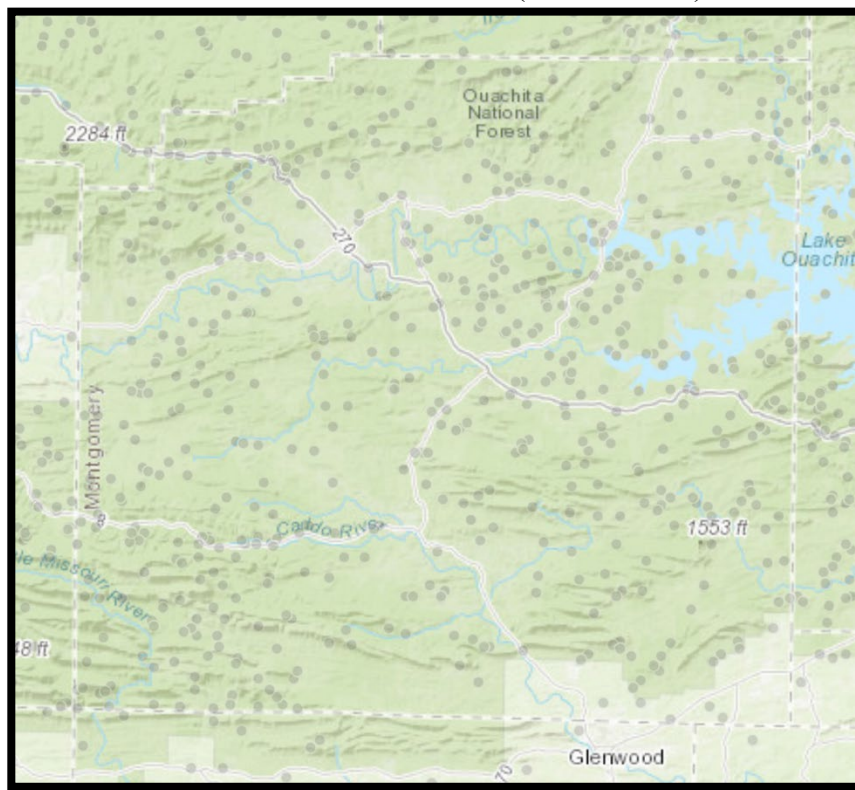 Ouachita
National
Forest
2284 ft
270
Lake
Ouachit
Montgomery
8
Caddo River
1553 ft
le Missouri River
48 ft
Glenwood
70